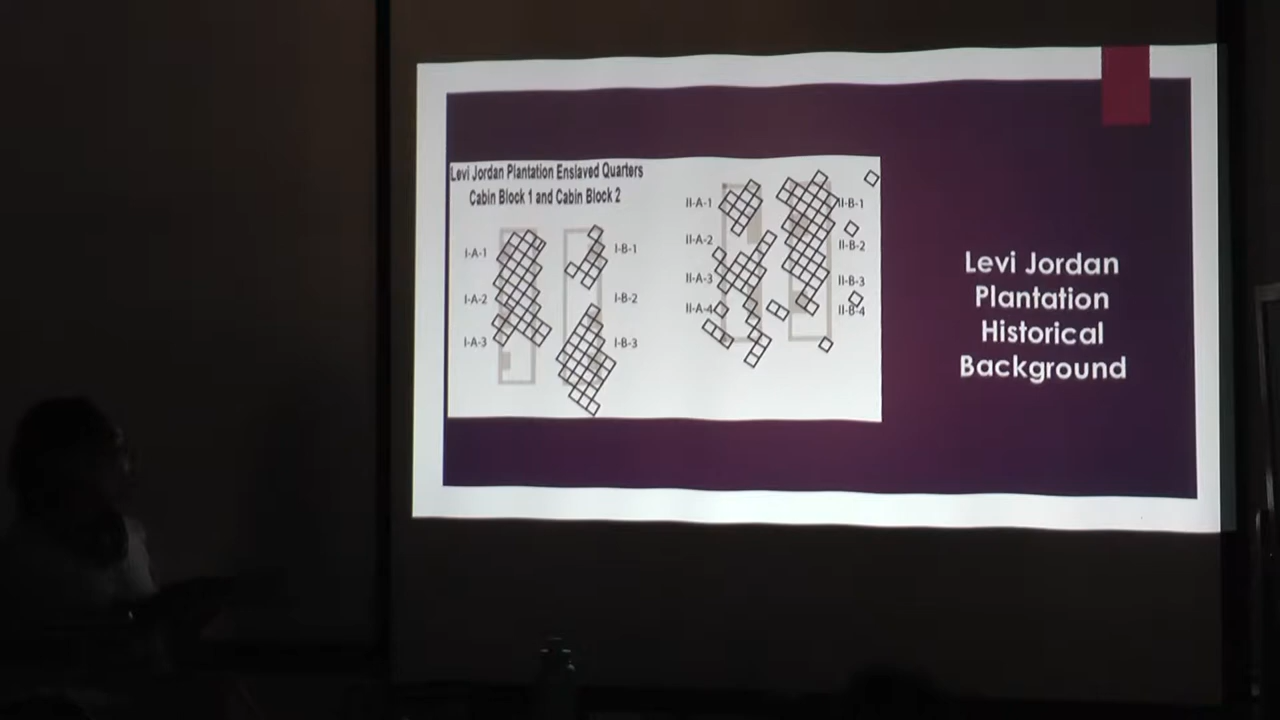 Levi Jordan Plantation Enslaved Quarters
Cabin Block 1 and Cabin Block 2
I-A-1
I-A-2
I-A-3
I-B-1
I-B-2
I-B-3
II-A-1
II-A-2
II-A-3
II-A-4
II-B-1
II-B-2
II-B-3
II-B-4
Levi Jordan
Plantation
Historical
Background